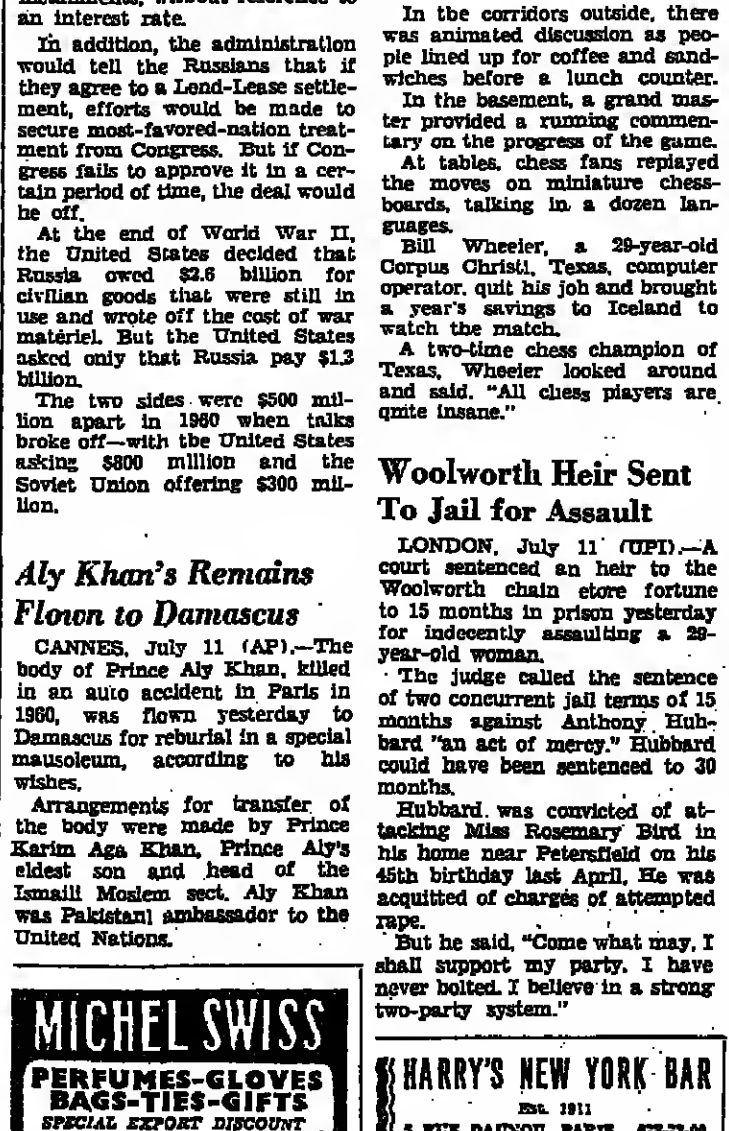 an interest rate.
In addition, the administration
would tell the Russians that if
they agree to a Lend-Lease settle-
ment, efforts would be made to
secure most-favored-nation treat-
ment from Congress. But if Con-
gress fails to approve it in a cer-
tain period of time, the deal would
be off.
At the end of World War II,
the United States decided that
Russia owed $2.6 billion for
civilian goods that were still in
use and wrote off the cost of war
matériel. But the United States
asked only that Russia pay $1.3
billion.
The two sides were $500 mil-
lion apart in 1960 when talks
broke off—with the United States
asking $800 million and the
Soviet Union offering $300 mil-
lion.
Aly Khan's Remains
Flown to Damascus
CANNES, July 11 (AP).—The
body of Prince Aly Khan, killed
in an auto accident in Paris in
1960, was flown yesterday to
Damascus for reburial in a special
mausoleum, according to his
wishes.
Arrangements for transfer of
the body were made by Prince
Karim Aga Khan, Prince Aly's
eldest son and head of the
Ismaili Moslem sect. Aly Khan
was Pakistani ambassador to the
United Nations.
MICHEL SWISS
PERFUMES-GLOVES
BAGS-TIES-GIFTS
SPECIAL EXPORT DISCOUNT
In the corridors outside, there
was animated discussion as peo-
ple lined up for coffee and sand-
wiches before a lunch counter.
In the basement, a grand mas-
ter provided a running commen-
tary on the progress of the game.
At tables, chess fans replayed
the moves on miniature chess-
boards, talking in a dozen lan-
guages.
Bill Wheeler, a 29-year-old
Corpus Christi, Texas, computer
operator, quit his job and brought
a year's savings to Iceland to
watch the match.
A two-time chess champion of
Texas, Wheeler looked around
and said. "All chess players are
quite insane."
Woolworth Heir Sent
To Jail for Assault
LONDON, July 11 (UPI).—A
court sentenced an heir to the
Woolworth chain store fortune
to 15 months in prison yesterday
for indecently assaulting a 29-
year-old woman.
The judge called the sentence
of two concurrent jail terms of 15
months against Anthony Hub-
bard "an act of mercy." Hubbard
could have been sentenced to 30
months.
Hubbard was convicted of at-
tacking Miss Rosemary Bird in
his home near Petersfield on his
45th birthday last April. He was
acquitted of charges of attempted
rape.
But he said, "Come what may, I
shall support my party. I have
never bolted. I believe in a strong
two-party system."
HARRY'S NEW YORK BAR
Est. 1911